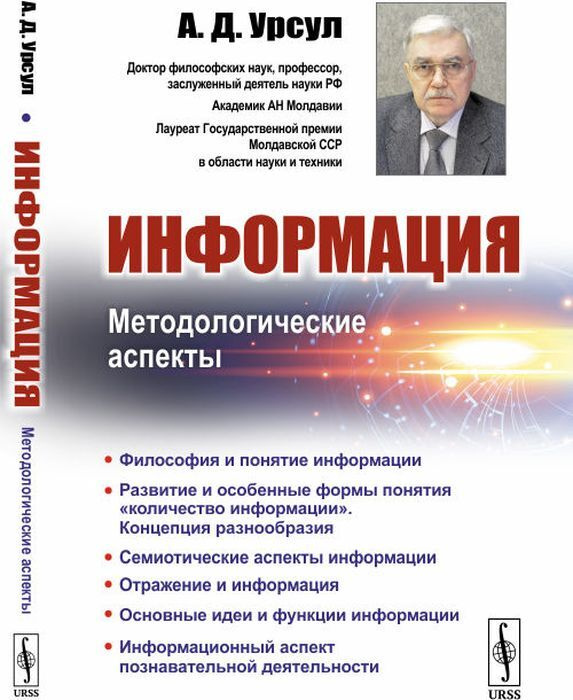 А. Д. Урсул • ИНФОРМАЦИЯ Методологические аспекты
URSS
А. Д. Урсул
Доктор философских наук, профессор,
заслуженный деятель науки РФ
Академик АН Молдавии
Лауреат Государственной премии
Молдавской ССР
в области науки и техники
ИНФОРМАЦИЯ
Методологические
аспекты
• Философия и понятие информации
• Развитие и особенные формы понятия
«количество информации».
Концепция разнообразия
• Семиотические аспекты информации
• Отражение и информация
• Основные идеи и функции информации
• Информационный аспект
познавательной деятельности
URSS